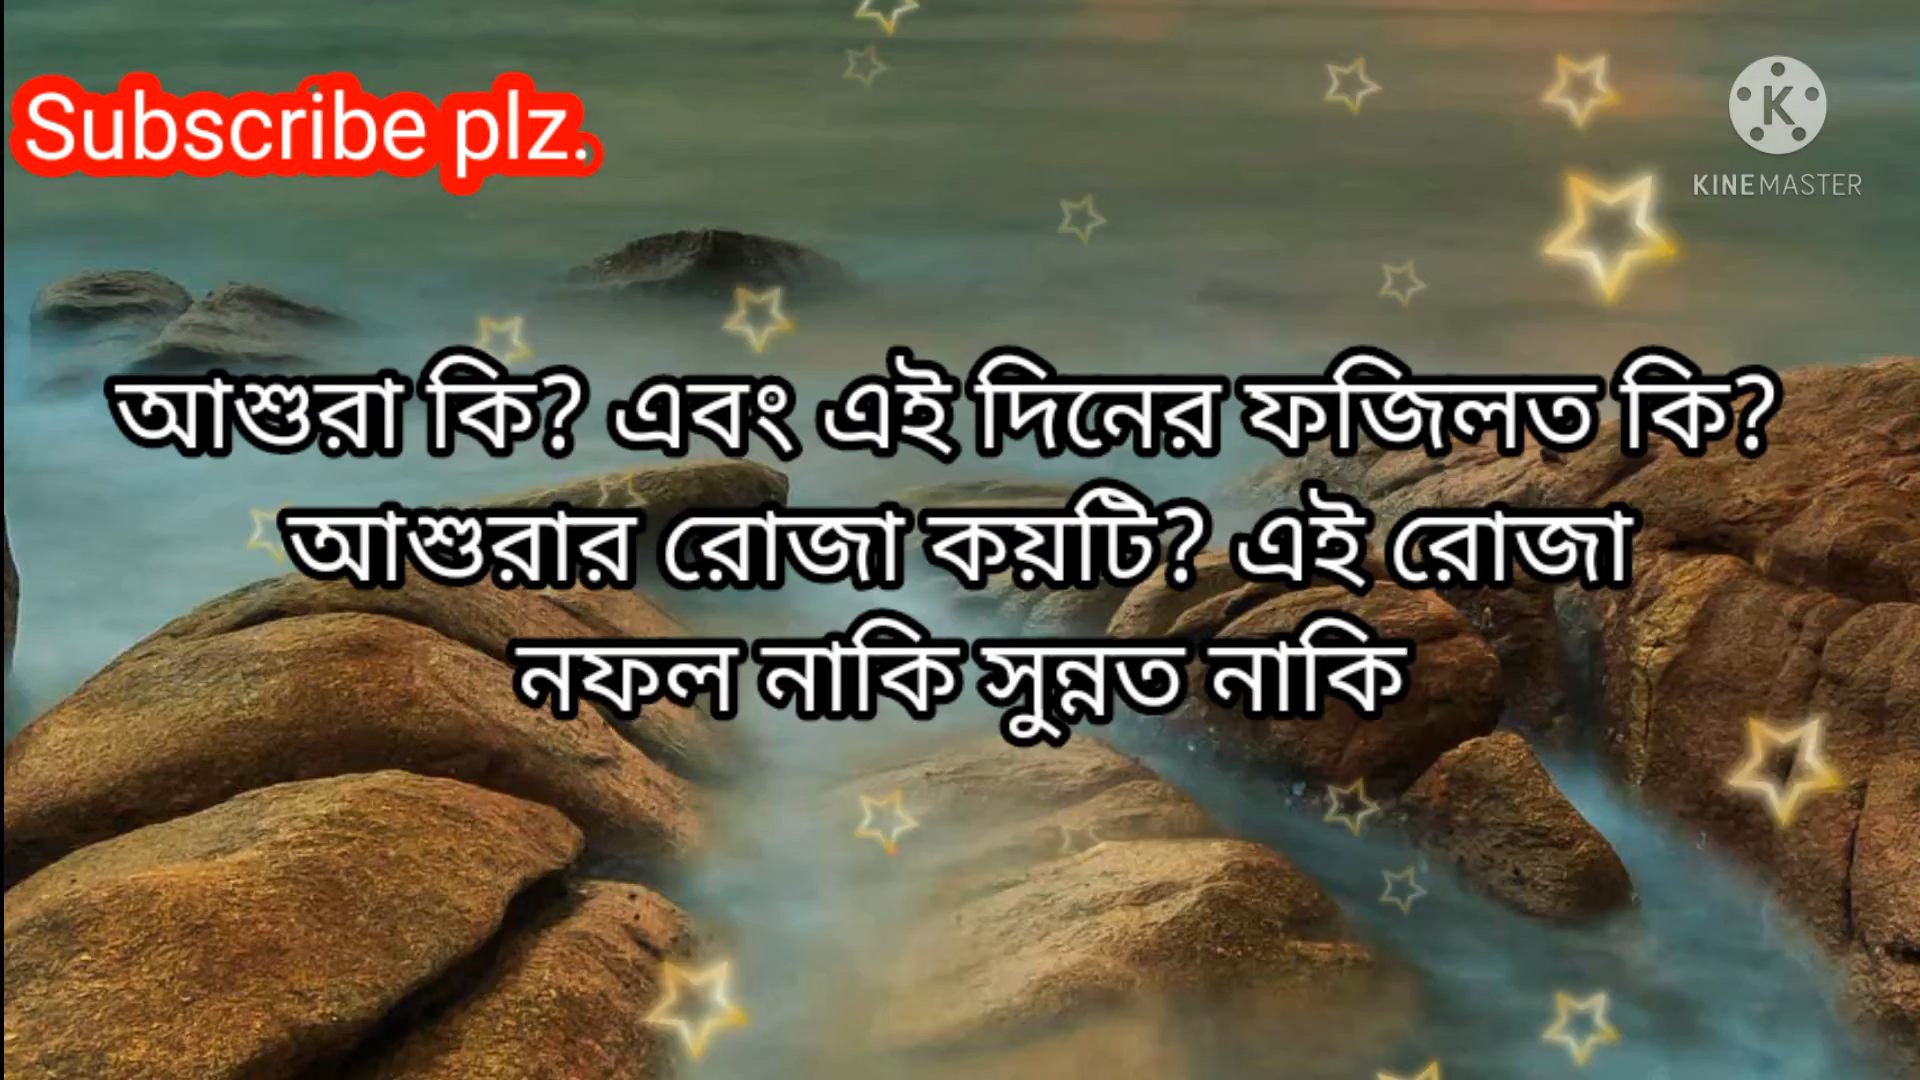 Subscribe plz.
KINEMASTER
আশুরা কি? এবং এই দিনের ফজিলত কি?
আশুরার রোজা কয়টি? এই রোজা
নফল নাকি সুন্নত নাকি